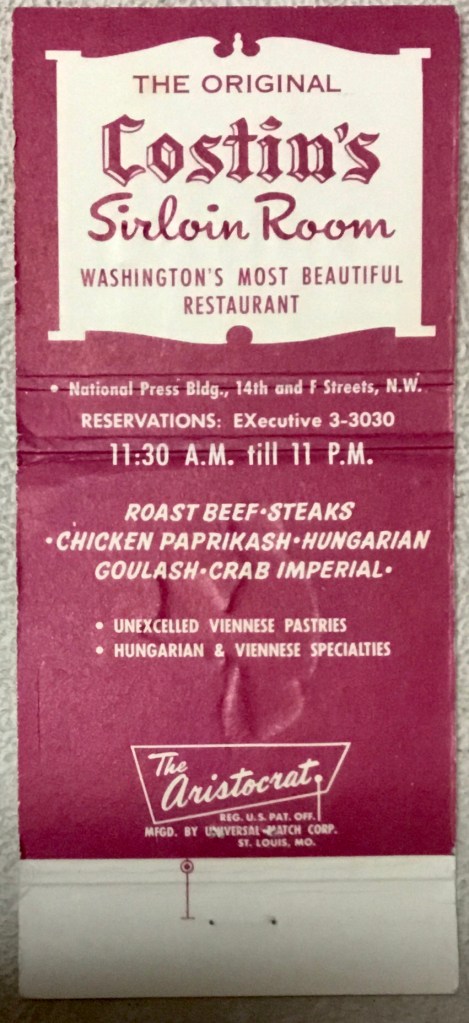 THE ORIGINAL
Costin's
Sirloin Room
WASHINGTON'S MOST BEAUTIFUL
RESTAURANT
• National Press Bldg., 14th and F Streets, N.W.
RESERVATIONS: EXecutive 3-3030
11:30 A.M. till 11 P.M.
ROAST BEEF•STEAKS
•CHICKEN PAPRIKASH•HUNGARIAN
GOULASH•CRAB IMPERIAL•
• UNEXCELLED VIENNESE PASTRIES
• HUNGARIAN & VIENNESE SPECIALTIES
The
Aristocrat
REG. U.S. PAT. OFF.
MFGD. BY UNIVERSAL MATCH CORP.
ST. LOUIS, MO.